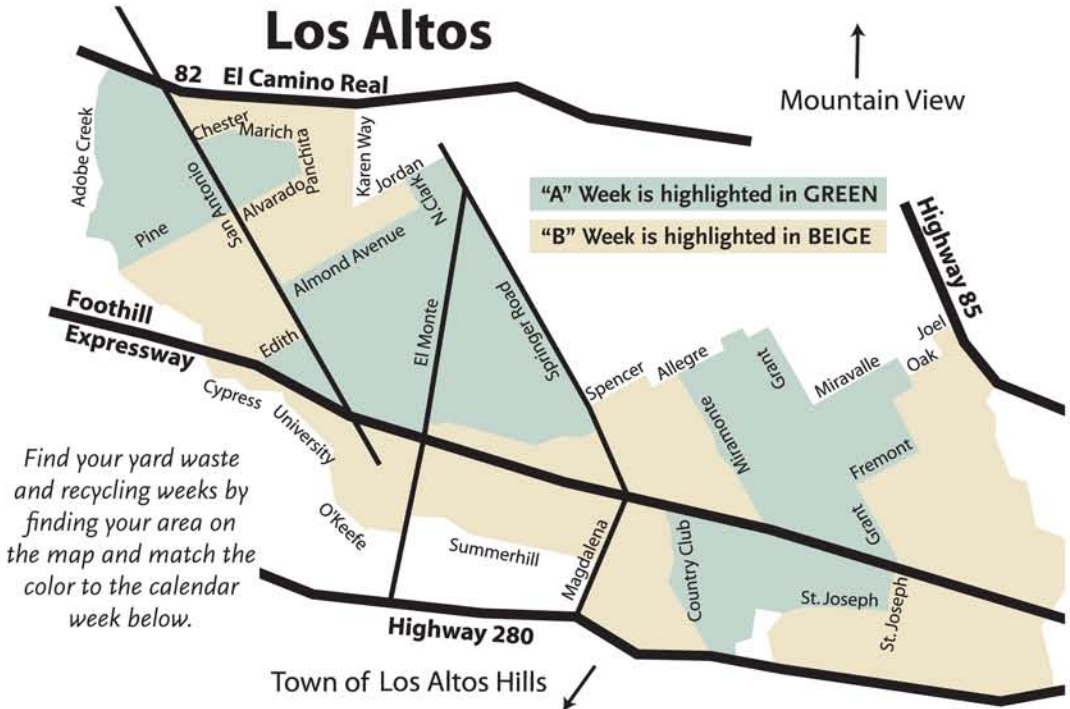 Los Altos
82 El Camino Real
Mountain View
Adobe Creek
Chester
Marich
Panchita
Karen Way
Jordan
N.Clark
San Antonio
Alvarado
Pine
Almond Avenue
"A" Week is highlighted in GREEN
"B" Week is highlighted in BEIGE
Highway 85
Foothill
Expressway
Edith
El Monte
Springer Road
Spencer
Allegre
Grant
Miravalle
Joel
Oak
Cypress
University
Miramonte
Fremont
Grant
Find your yard waste
and recycling weeks by
finding your area on
the map and match the
color to the calendar
week below.
O'Keefe
Summerhill
Magdalena
Country Club
St. Joseph
St. Joseph
Highway 280
Town of Los Altos Hills